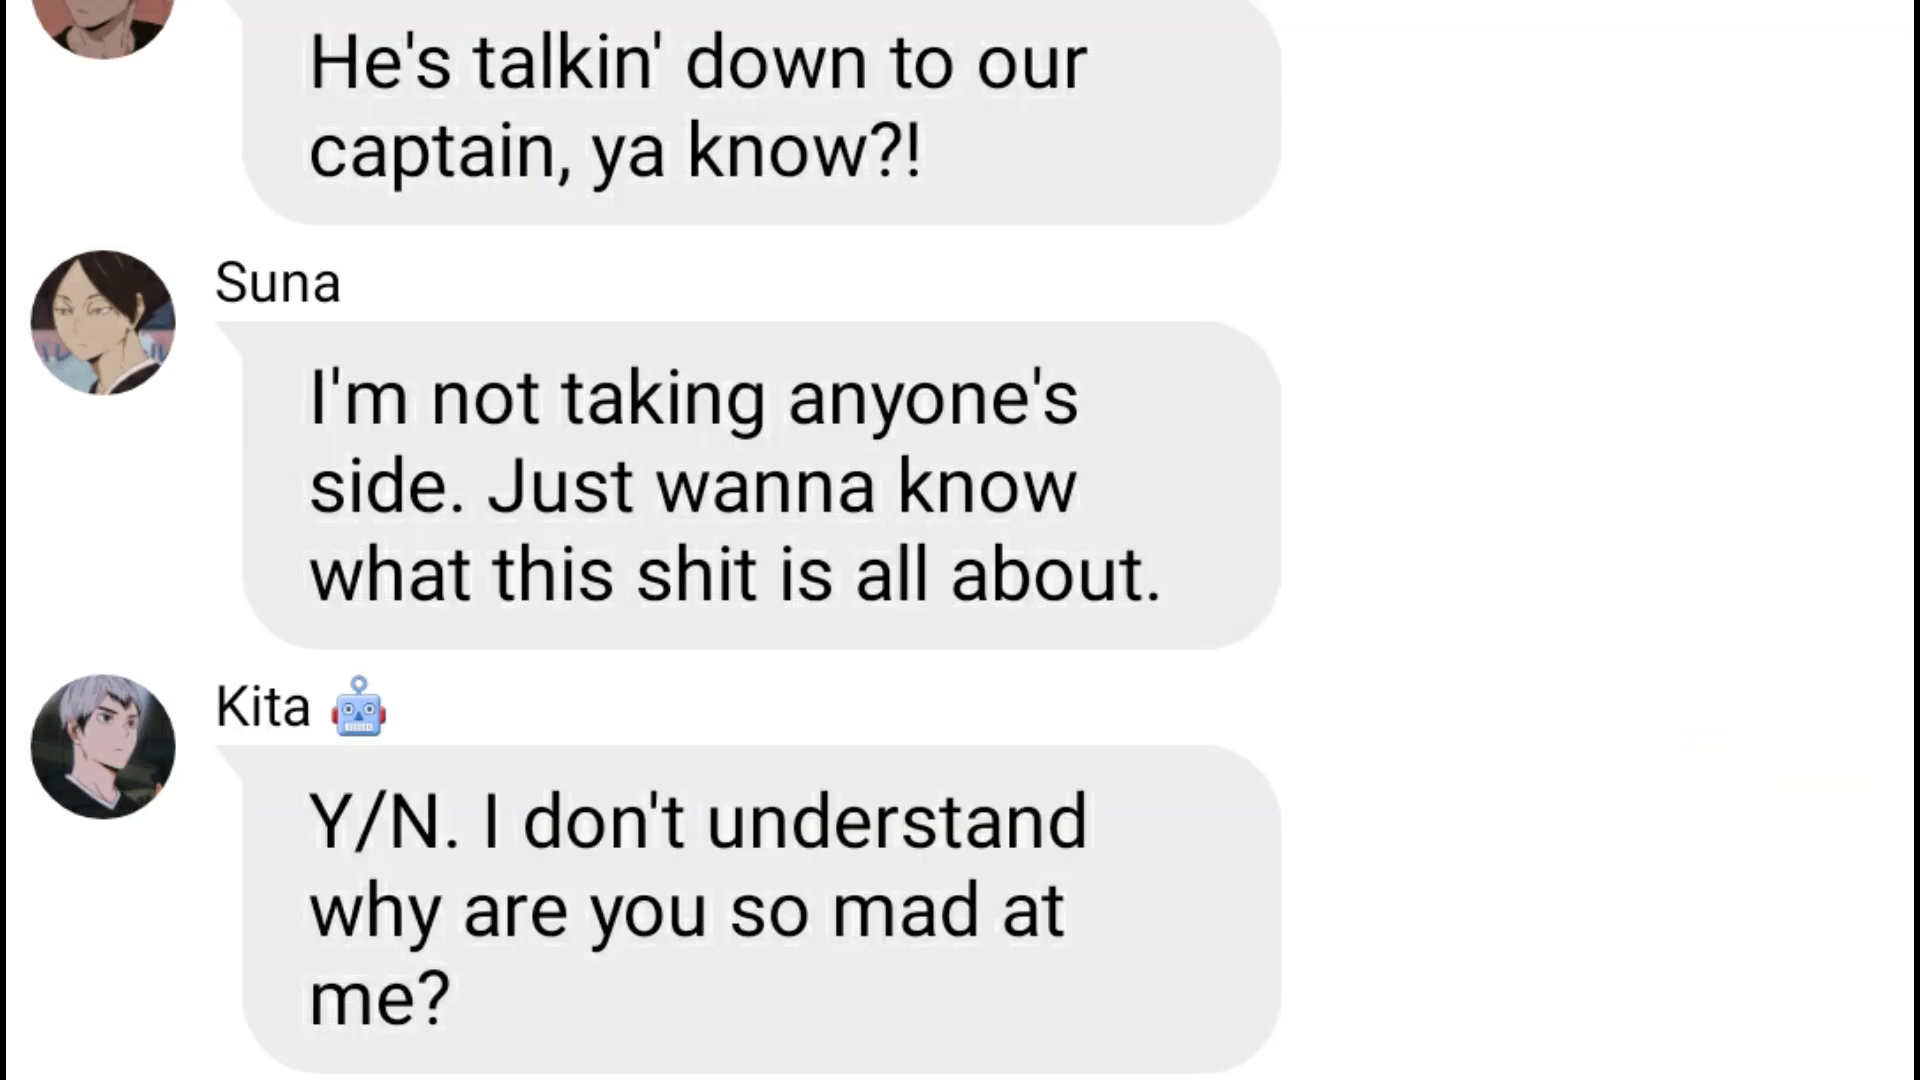 He's talkin' down to our
captain, ya know?!
Suna
I'm not taking anyone's
side. Just wanna know
what this shit is all about.
Kita 🤖
Y/N. I don't understand
why are you so mad at
me?